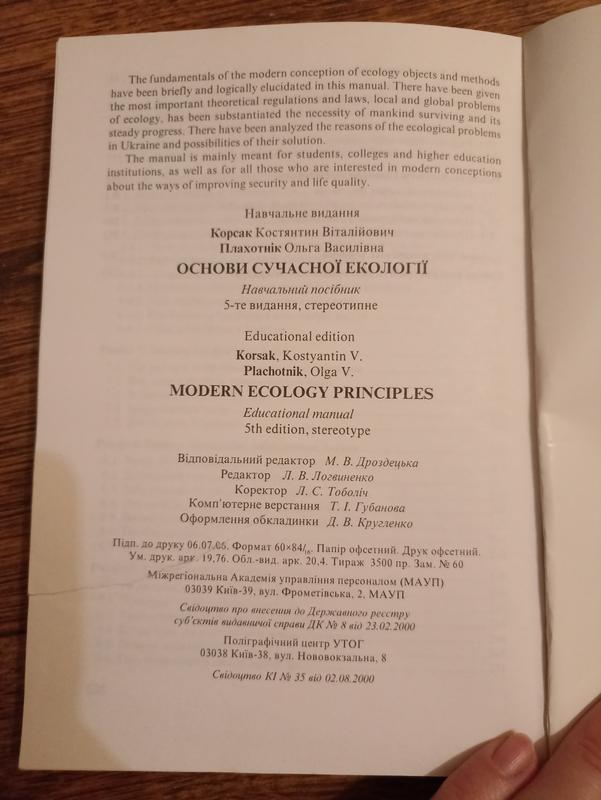 The fundamentals of the modern conception of ecology objects and methods
have been briefly and logically elucidated in this manual. There have been given
the most important theoretical regulations and laws, local and global problems
of ecology, has been substantiated the necessity of mankind surviving and its
steady progress. There have been analyzed the reasons of the ecological problems
in Ukraine and possibilities of their solution.
The manual is mainly meant for students, colleges and higher education
institutions, as well as for all those who are interested in modern conceptions
about the ways of improving security and life quality.
Навчальне видання
Корсак Костянтин Віталійович
Плахотнік Ольга Василівна
ОСНОВИ СУЧАСНОЇ ЕКОЛОГІЇ
Навчальний посібник
5-те видання, стереотипне
Educational edition
Korsak, Kostyantin V.
Plachotnik, Olga V.
MODERN ECOLOGY PRINCIPLES
Educational manual
5th edition, stereotype
Відповідальний редактор М. В. Дроздецька
Редактор Л. В. Логвиненко
Коректор Л. С. Тоболіч
Комп'ютерне верстання Т. І. Губанова
Оформлення обкладинки Д. В. Кругленко
Підп. до друку 06.07.05. Формат 60×84/₁₆. Папір офсетний. Друк офсетний.
Ум. друк. арк. 19,76. Обл.-вид. арк. 20,4. Тираж 3500 пр. Зам. № 60
Міжрегіональна Академія управління персоналом (МАУП)
03039 Київ-39, вул. Фрометівська, 2, МАУП
Свідоцтво про внесення до Державного реєстру
суб'єктів видавничої справи ДК № 8 від 23.02.2000
Поліграфічний центр УТОГ
03038 Київ-38, вул. Нововокзальна, 8
Свідоцтво КІ № 35 від 02.08.2000